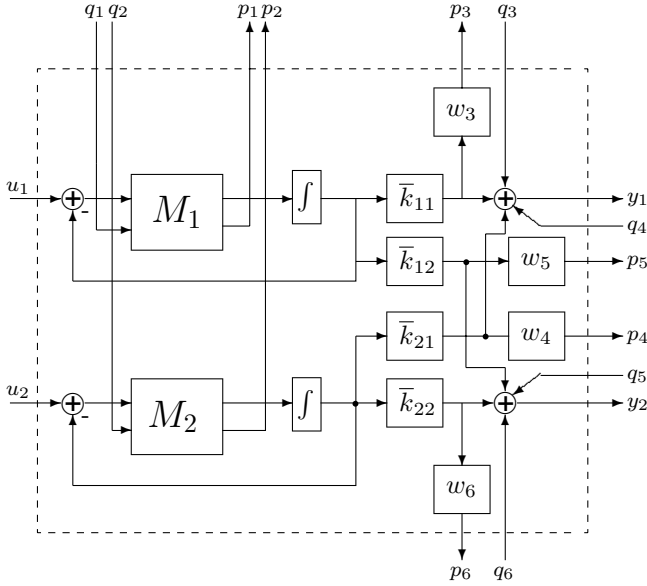 q₁ q₂ p₁ p₂ p₃ q₃
w₃
u₁ + - M₁ ∫ k̅₁₁ + y₁
q₄
k̅₁₂ w₅ p₅
k̅₂₁ w₄ p₄
q₅
u₂ + - M₂ ∫ k̅₂₂ + y₂
w₆
p₆ q₆